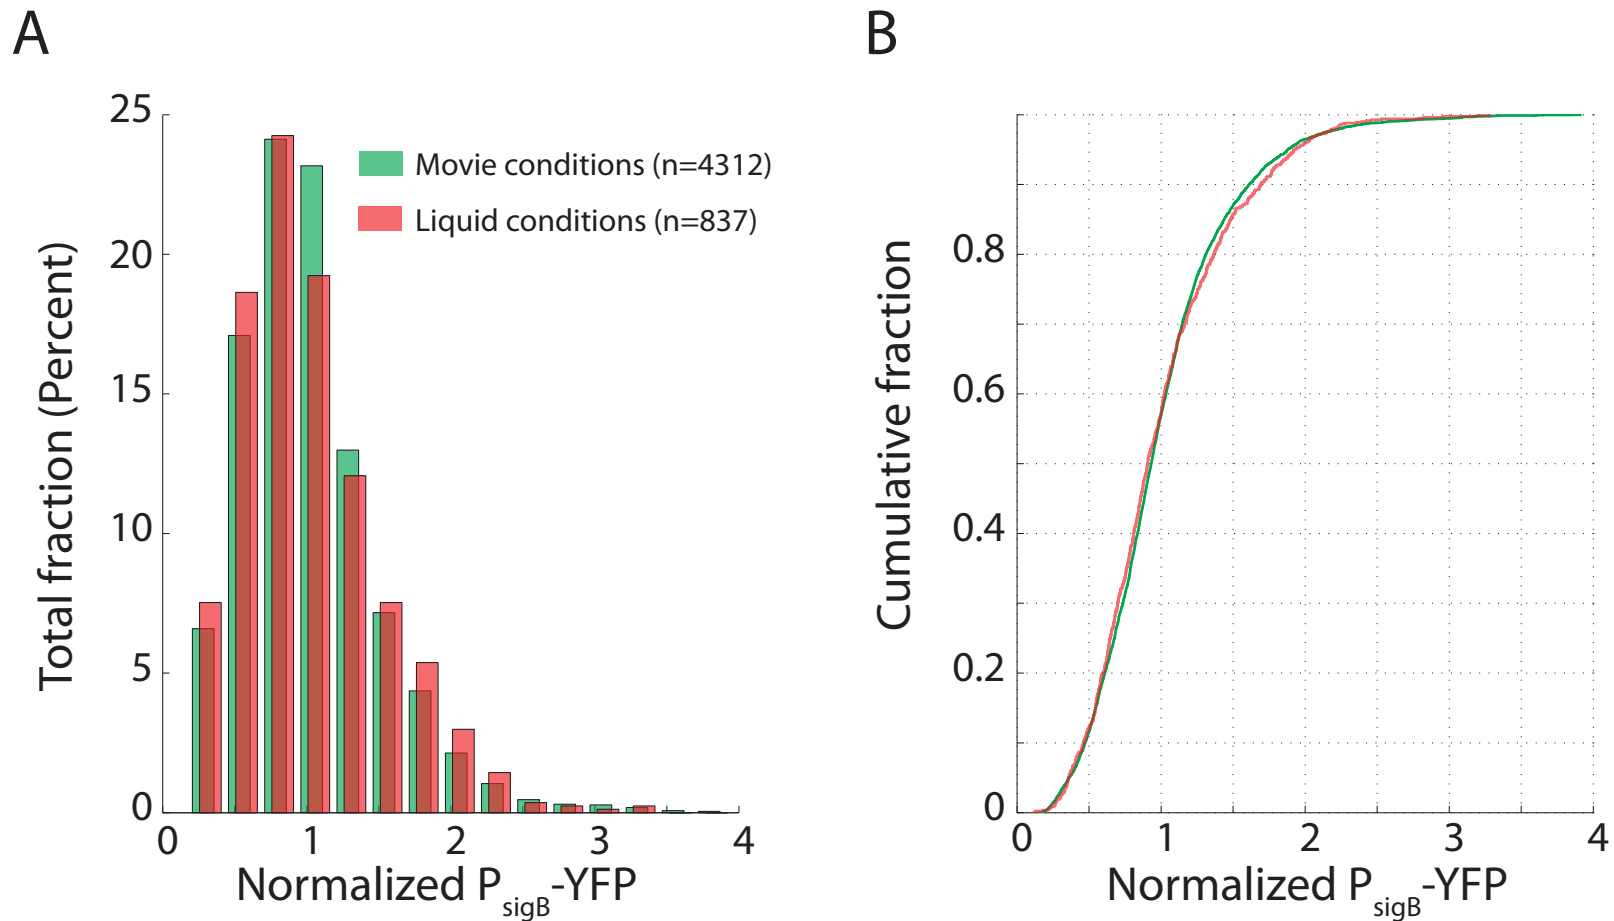 A
25
20
15
10
5
0
Total fraction (Percent)
Movie conditions (n=4312)
Liquid conditions (n=837)
0 1 2 3 4
Normalized PsigB-YFP
B
0.8
0.6
0.4
0.2
0
Cumulative fraction
0 1 2 3 4
Normalized PsigB-YFP